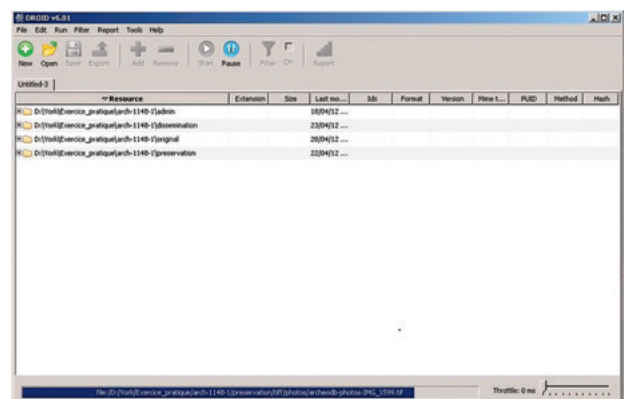 DROID v6.01
File Edit Run Filter Report Tools Help
New Open Save Export Add Remove Start Pause Filter On Report
Untitled-3
Resource Extension Size Last mo... Ids Format Version Mime t... PUID Method Hash
D:\York\Exercice_pratique\arch-1148-1\admin 18/04/12 ...
D:\York\Exercice_pratique\arch-1148-1\dissemination 23/04/12 ...
D:\York\Exercice_pratique\arch-1148-1\original 20/04/12 ...
D:\York\Exercice_pratique\arch-1148-1\preservation 22/04/12 ...
file:/D:/York/Exercice_pratique/arch-1148-1/preservation/tiff/photos/archeodb-photos-IMG_1599.tif Throttle: 0 ms